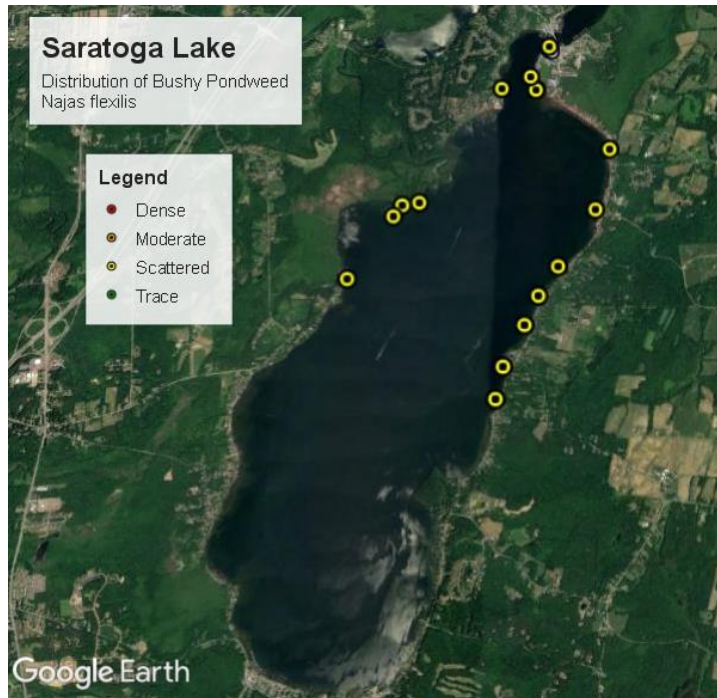 Saratoga Lake
Distribution of Bushy Pondweed
Najas flexilis
Legend
Dense
Moderate
Scattered
Trace
Google Earth